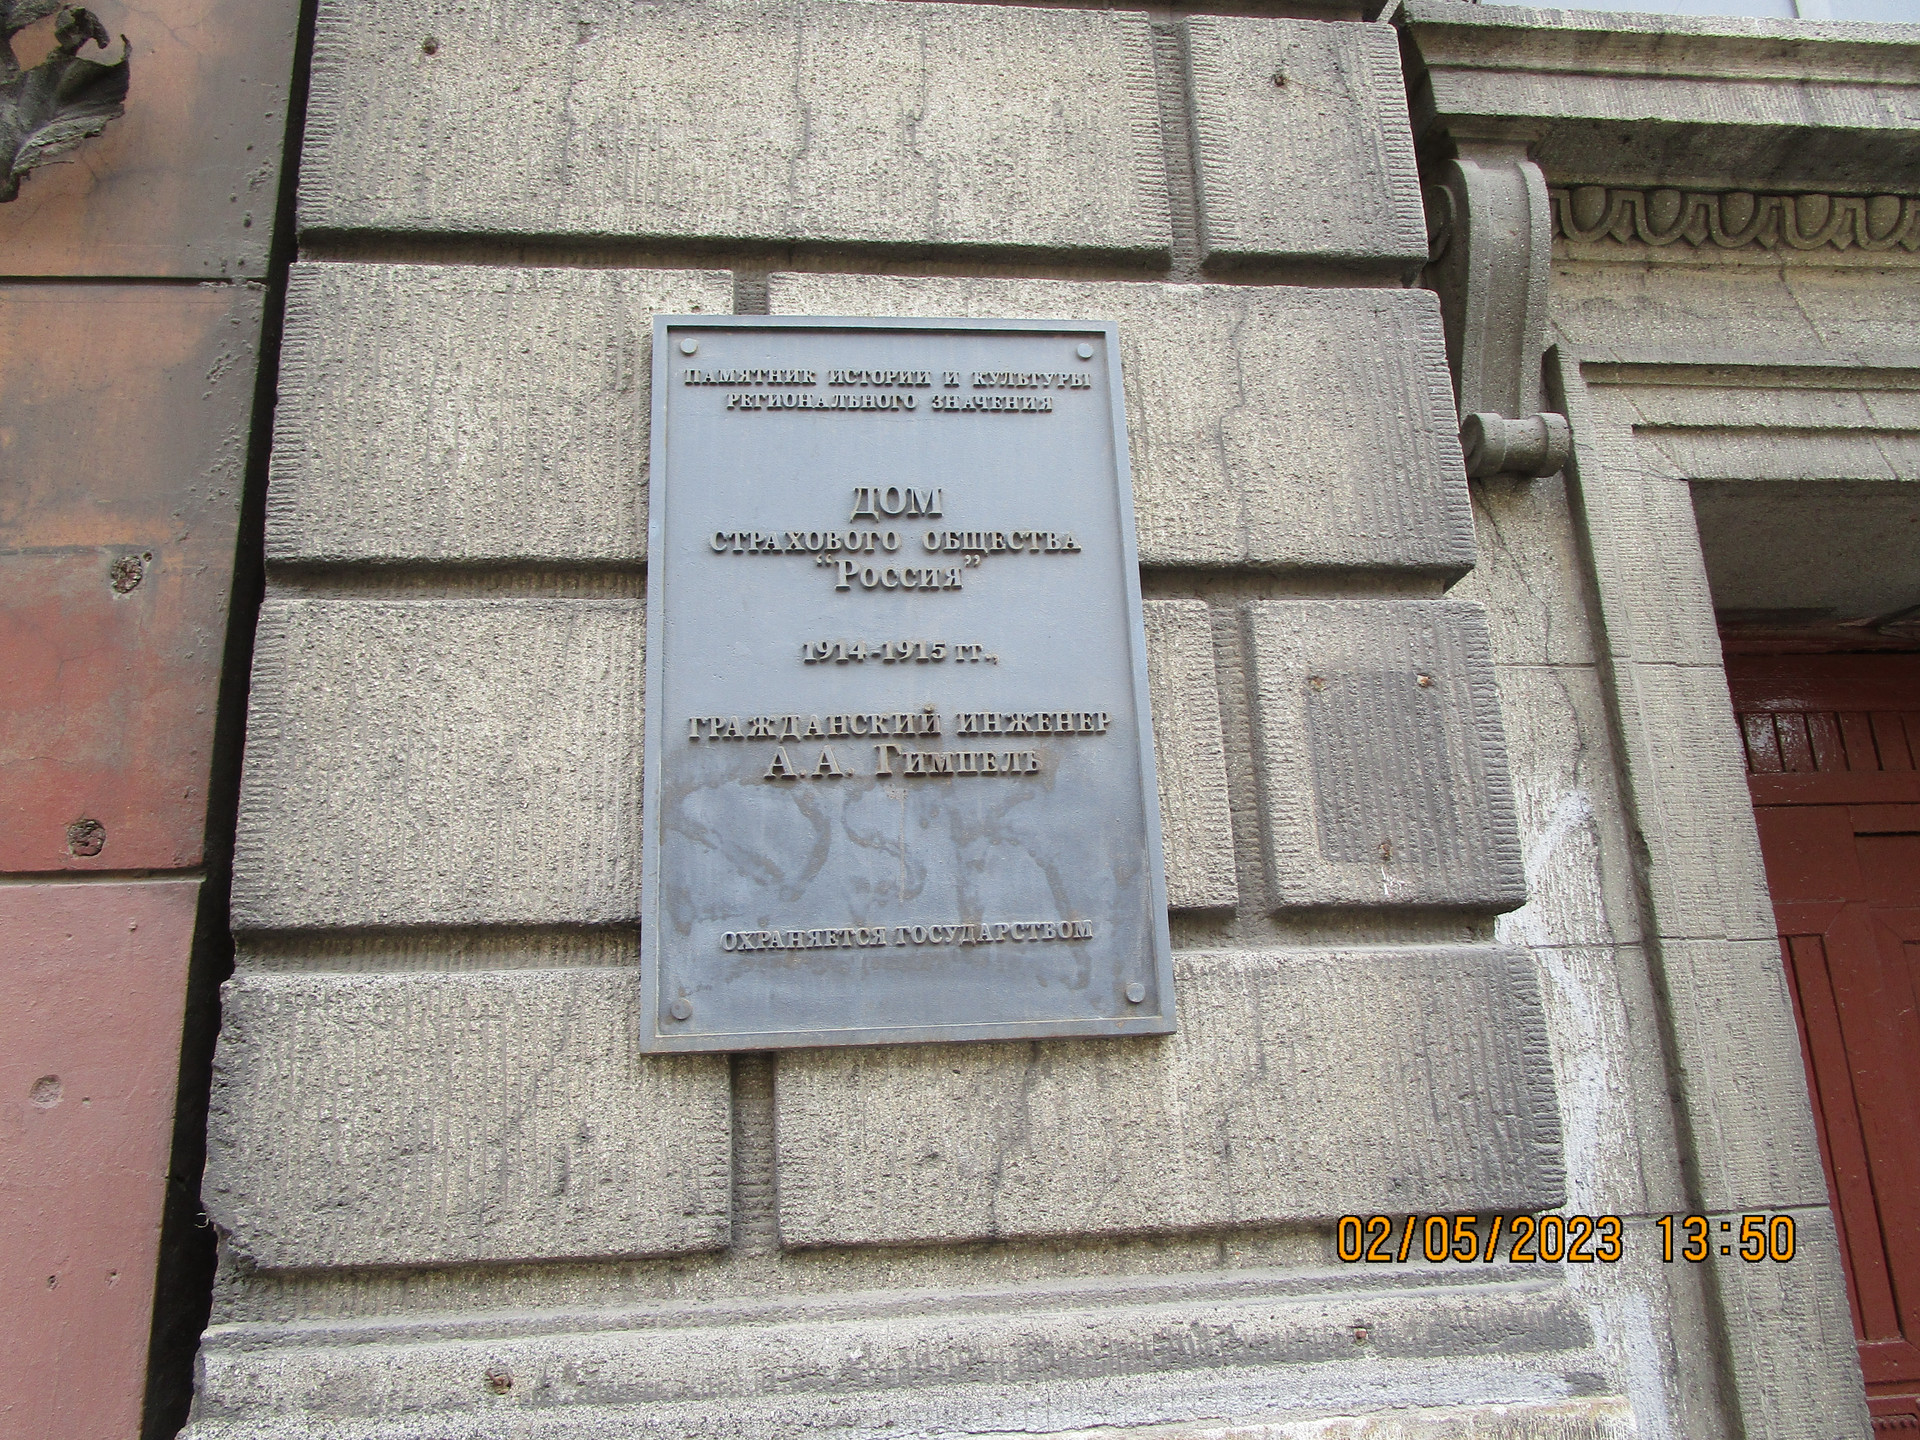 ПАМЯТНИК ИСТОРИИ И КУЛЬТУРЫ
РЕГИОНАЛЬНОГО ЗНАЧЕНИЯ
ДОМ
СТРАХОВОГО ОБЩЕСТВА
“РОССИЯ”
1914-1915 ГГ.,
ГРАЖДАНСКИЙ ИНЖЕНЕР
А.А. ГИМПЕЛЬ
ОХРАНЯЕТСЯ ГОСУДАРСТВОМ
02/05/2023 13:50